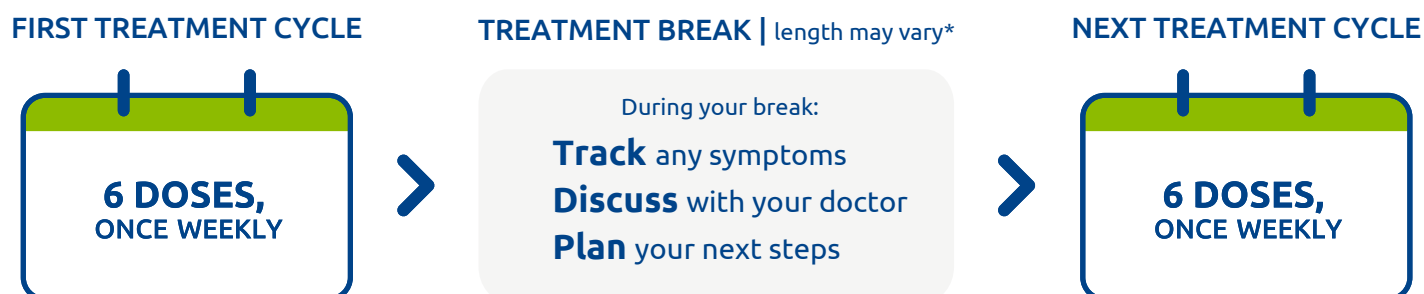 FIRST TREATMENT CYCLE
6 DOSES,
ONCE WEEKLY
TREATMENT BREAK | length may vary*
During your break:
Track any symptoms
Discuss with your doctor
Plan your next steps
NEXT TREATMENT CYCLE
6 DOSES,
ONCE WEEKLY